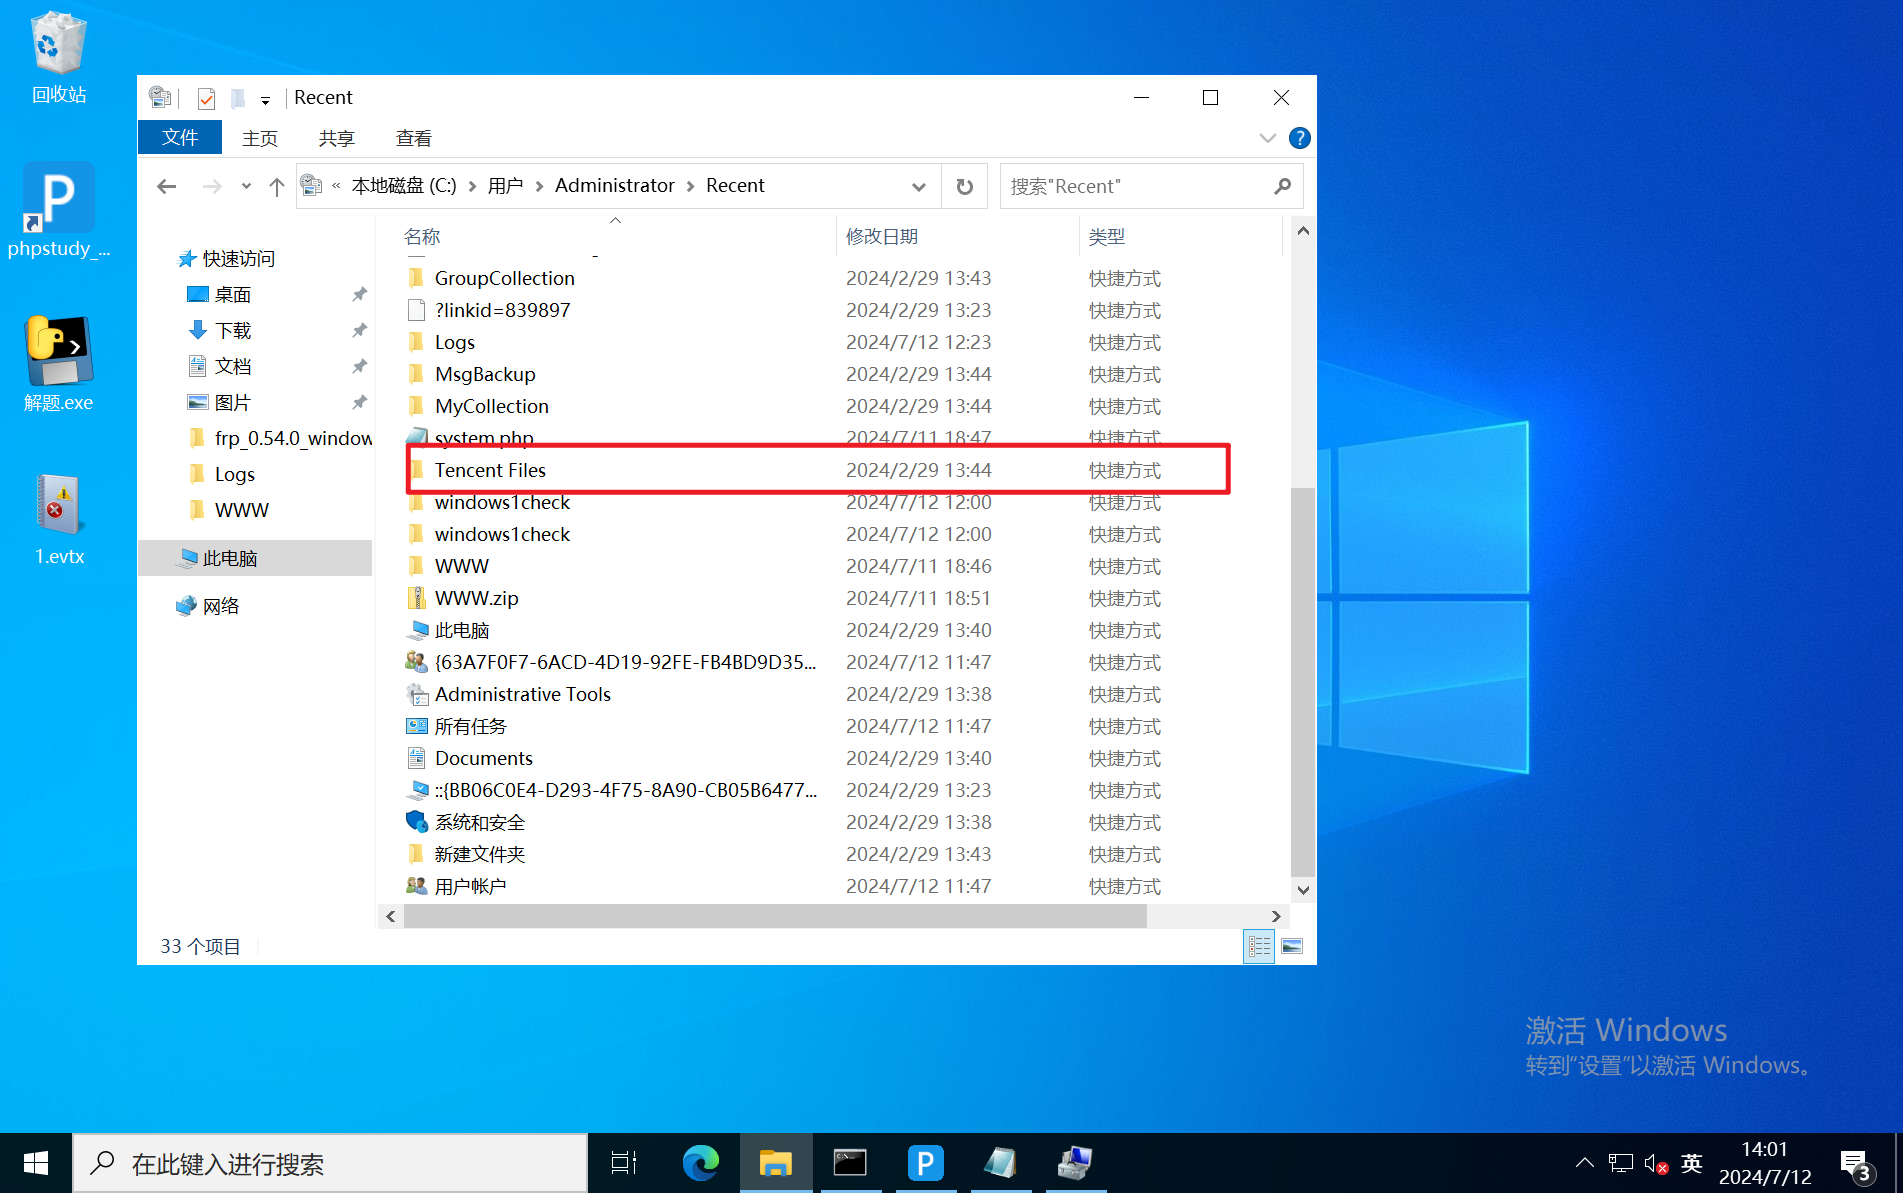 回收站
phpstudy_...
解题.exe
1.evtx
Recent
文件 主页 共享 查看
« 本地磁盘 (C:) › 用户 › Administrator › Recent
搜索"Recent"
快速访问
桌面
下载
文档
图片
frp_0.54.0_window
Logs
WWW
此电脑
网络
名称 修改日期 类型
GroupCollection 2024/2/29 13:43 快捷方式
?linkid=839897 2024/2/29 13:23 快捷方式
Logs 2024/7/12 12:23 快捷方式
MsgBackup 2024/2/29 13:44 快捷方式
MyCollection 2024/2/29 13:44 快捷方式
system.php 2024/7/11 18:47 快捷方式
Tencent Files 2024/2/29 13:44 快捷方式
windows1check 2024/7/12 12:00 快捷方式
windows1check 2024/7/12 12:00 快捷方式
WWW 2024/7/11 18:46 快捷方式
WWW.zip 2024/7/11 18:51 快捷方式
此电脑 2024/2/29 13:40 快捷方式
{63A7F0F7-6ACD-4D19-92FE-FB4BD9D35... 2024/7/12 11:47 快捷方式
Administrative Tools 2024/2/29 13:38 快捷方式
所有任务 2024/7/12 11:47 快捷方式
Documents 2024/2/29 13:40 快捷方式
::{BB06C0E4-D293-4F75-8A90-CB05B6477... 2024/2/29 13:23 快捷方式
系统和安全 2024/2/29 13:38 快捷方式
新建文件夹 2024/2/29 13:43 快捷方式
用户帐户 2024/7/12 11:47 快捷方式
33 个项目
激活 Windows
转到"设置"以激活 Windows。
在此键入进行搜索
英
14:01
2024/7/12
3